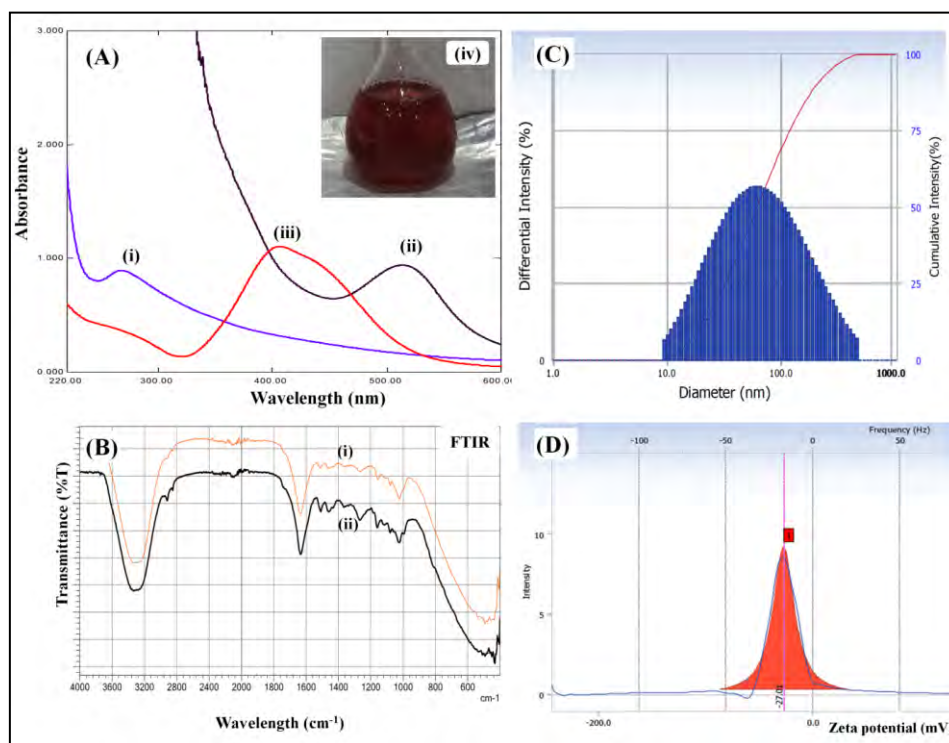 (A)
Absorbance
3.000
2.000
1.000
0.000
(i)
(iii)
(ii)
(iv)
220.00 300.00 400.00 500.00 600.0
Wavelength (nm)
(C)
Differential Intensity (%)
0
Cumulative Intensity(%)
100
75
50
25
0
1.0 10.0 100.0 1000.0
Diameter (nm)
(B)
FTIR
Transmittance (%T)
(i)
(ii)
4000 3600 3200 2800 2400 2000 1800 1600 1400 1200 1000 800 600
cm-1
Wavelength (cm-1)
(D)
Frequency (Hz)
-100 -50 0 50
Intensity
10
5
0
1
-27.01
-200.0 0.0
Zeta potential (mV